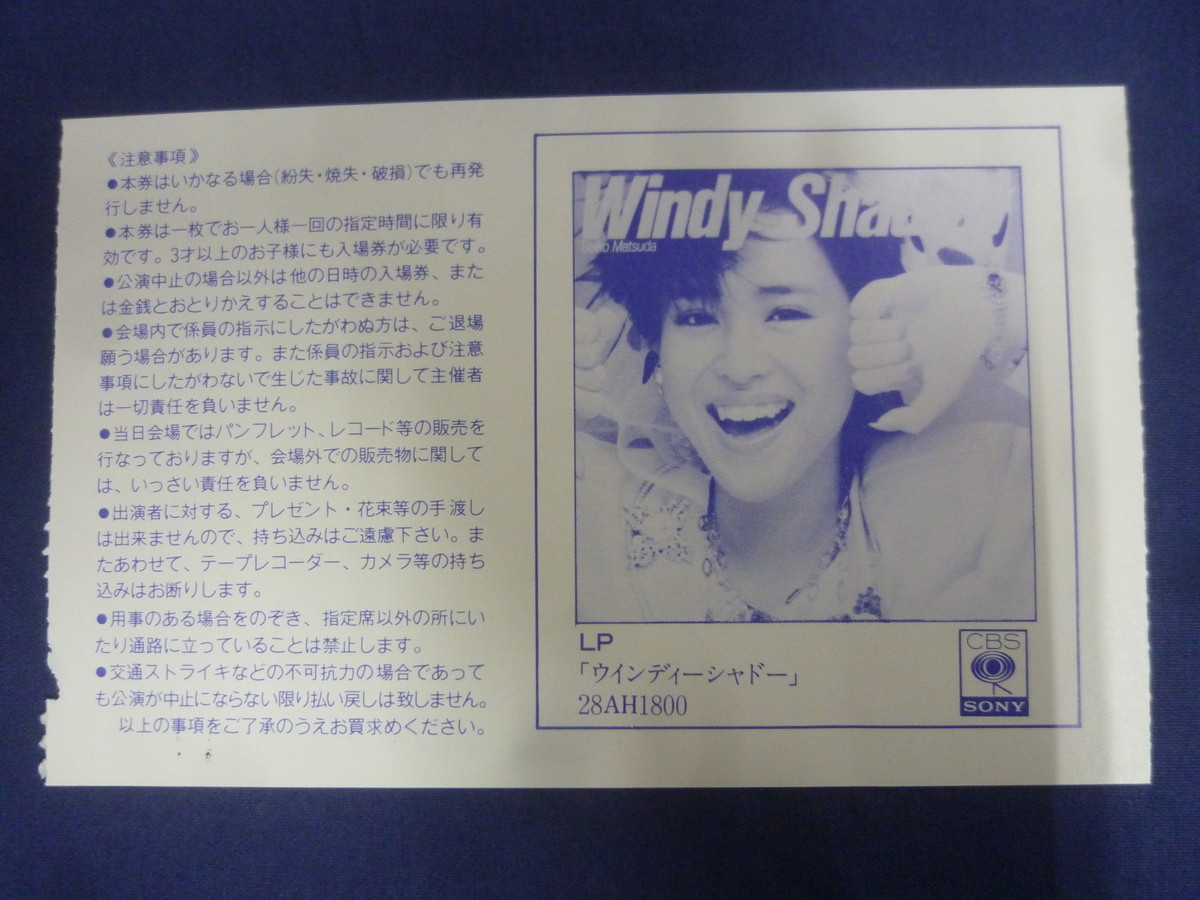 《注意事項》
●本券はいかなる場合(紛失・焼失・破損)でも再発
行しません。
●本券は一枚でお一人様一回の指定時間に限り有
効です。3才以上のお子様にも入場券が必要です。
●公演中止の場合以外は他の日時の入場券、また
は金銭とおとりかえすることはできません。
●会場内で係員の指示にしたがわぬ方は、ご退場
願う場合があります。また係員の指示および注意
事項にしたがわないで生じた事故に関して主催者
は一切責任を負いません。
●当日会場ではパンフレット、レコード等の販売を
行なっておりますが、会場外での販売物に関して
は、いっさい責任を負いません。
●出演者に対する、プレゼント・花束等の手渡し
は出来ませんので、持ち込みはご遠慮下さい。ま
たあわせて、テープレコーダー、カメラ等の持ち
込みはお断りします。
●用事のある場合をのぞき、指定席以外の所にい
たり通路に立っていることは禁止します。
●交通ストライキなどの不可抗力の場合であって
も公演が中止にならない限り払い戻しは致しません。
以上の事項をご了承のうえお買求めください。
Windy Shadow
Seiko Matsuda
LP
「ウインディーシャドー」
28AH1800
CBS
SONY